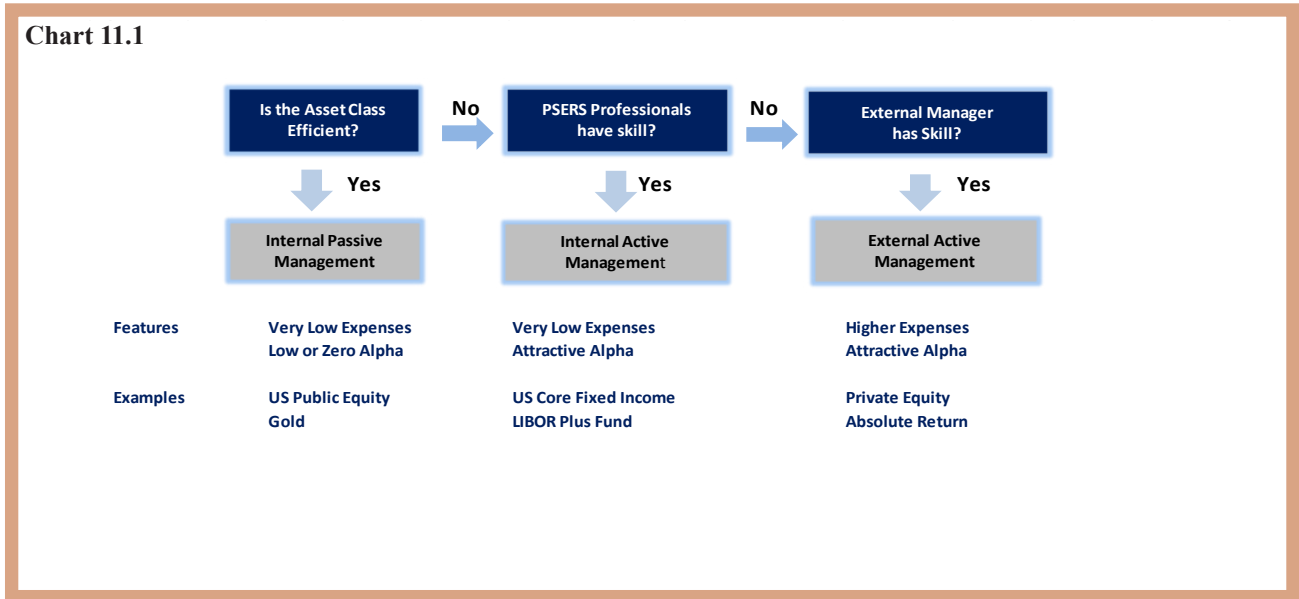 Chart 11.1
Is the Asset Class
Efficient?
No
PSERS Professionals
have skill?
No
External Manager
has Skill?
Yes
Yes
Yes
Internal Passive
Management
Internal Active
Management
External Active
Management
Features
Very Low Expenses
Very Low Expenses
Higher Expenses
Low or Zero Alpha
Attractive Alpha
Attractive Alpha
Examples
US Public Equity
US Core Fixed Income
Private Equity
Gold
LIBOR Plus Fund
Absolute Return